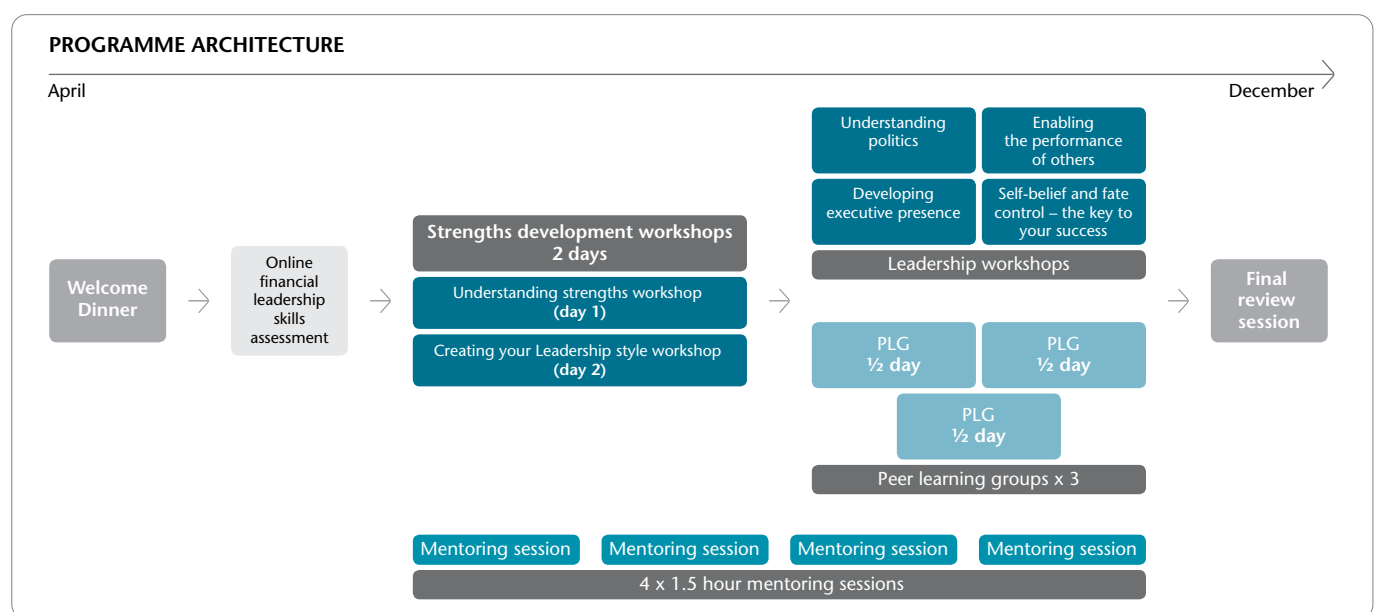 PROGRAMME ARCHITECTURE
April
December
Welcome
Dinner
Online
financial
leadership
skills
assessment
Strengths development workshops
2 days
Understanding strengths workshop
(day 1)
Creating your Leadership style workshop
(day 2)
Understanding
politics
Enabling
the performance
of others
Developing
executive presence
Self-belief and fate
control – the key to
your success
Leadership workshops
PLG
½ day
PLG
½ day
PLG
½ day
Peer learning groups x 3
Final
review
session
Mentoring session
Mentoring session
Mentoring session
Mentoring session
4 x 1.5 hour mentoring sessions